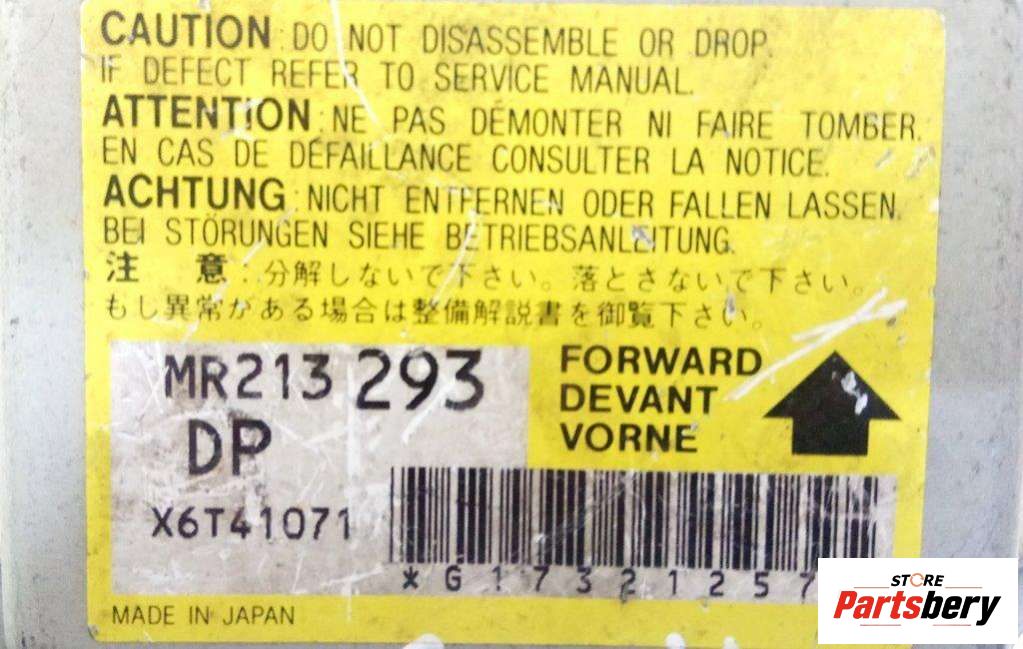 CAUTION : DO NOT DISASSEMBLE OR DROP.
IF DEFECT REFER TO SERVICE MANUAL.
ATTENTION : NE PAS DÉMONTER NI FAIRE TOMBER.
EN CAS DE DÉFAILLANCE CONSULTER LA NOTICE.
ACHTUNG : NICHT ENTFERNEN ODER FALLEN LASSEN.
BEI STÖRUNGEN SIEHE BETRIEBSANLEITUNG.
注 意 : 分解しないで下さい。落とさないで下さい。
もし異常がある場合は整備解説書を御覧下さい。
MR213 293
DP
X6T41071
FORWARD
DEVANT
VORNE
*G1732125
MADE IN JAPAN
STORE
Partsbery